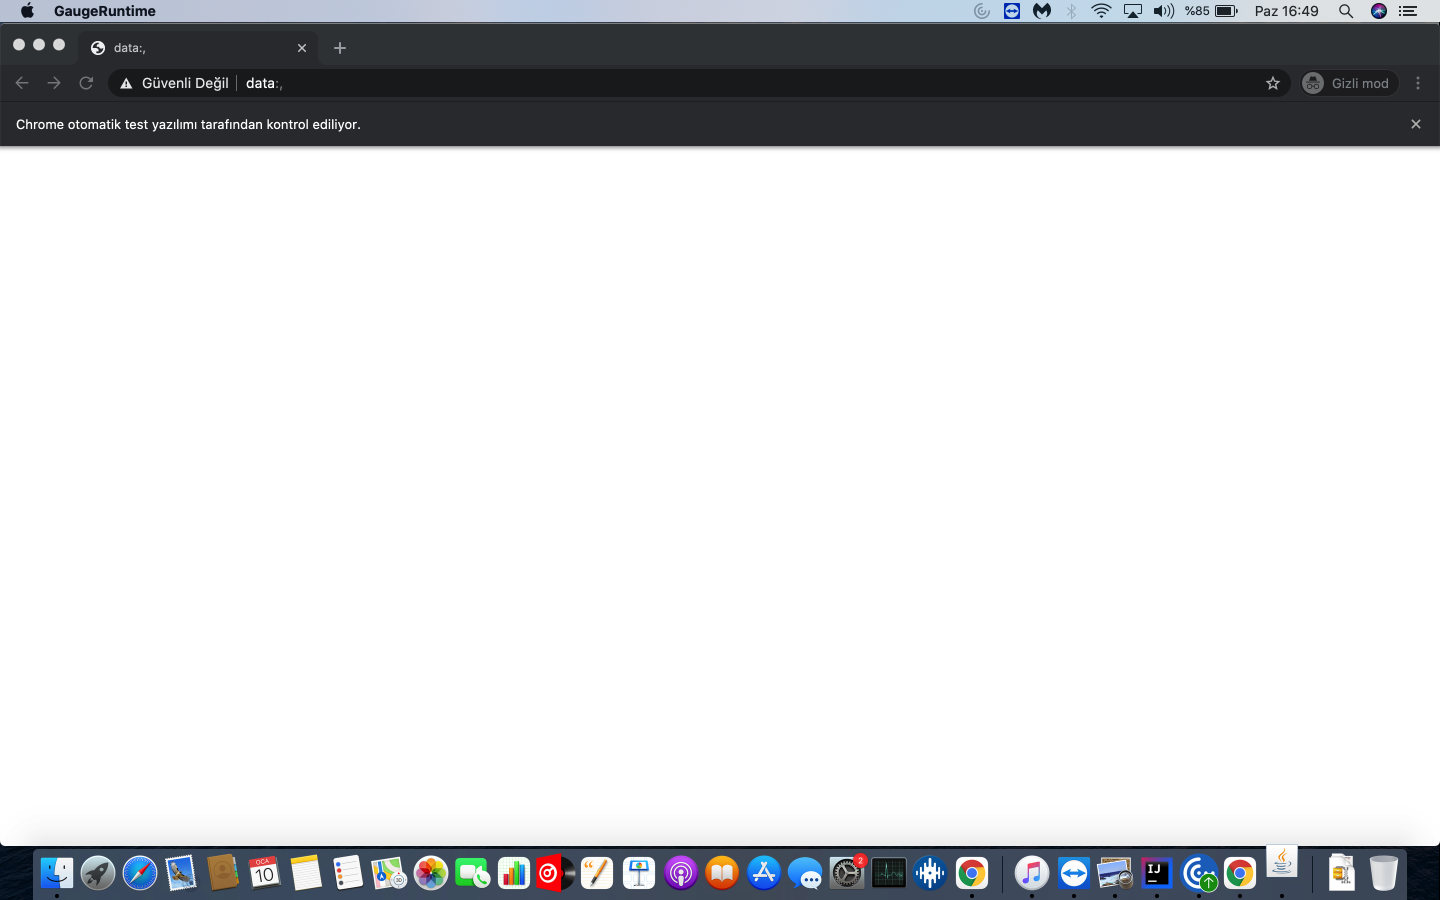 GaugeRuntime
%85
Paz 16:49
data:,
Güvenli Değil
data:,
Gizli mod
Chrome otomatik test yazılımı tarafından kontrol ediliyor.
OCA
10
30
2
IJ